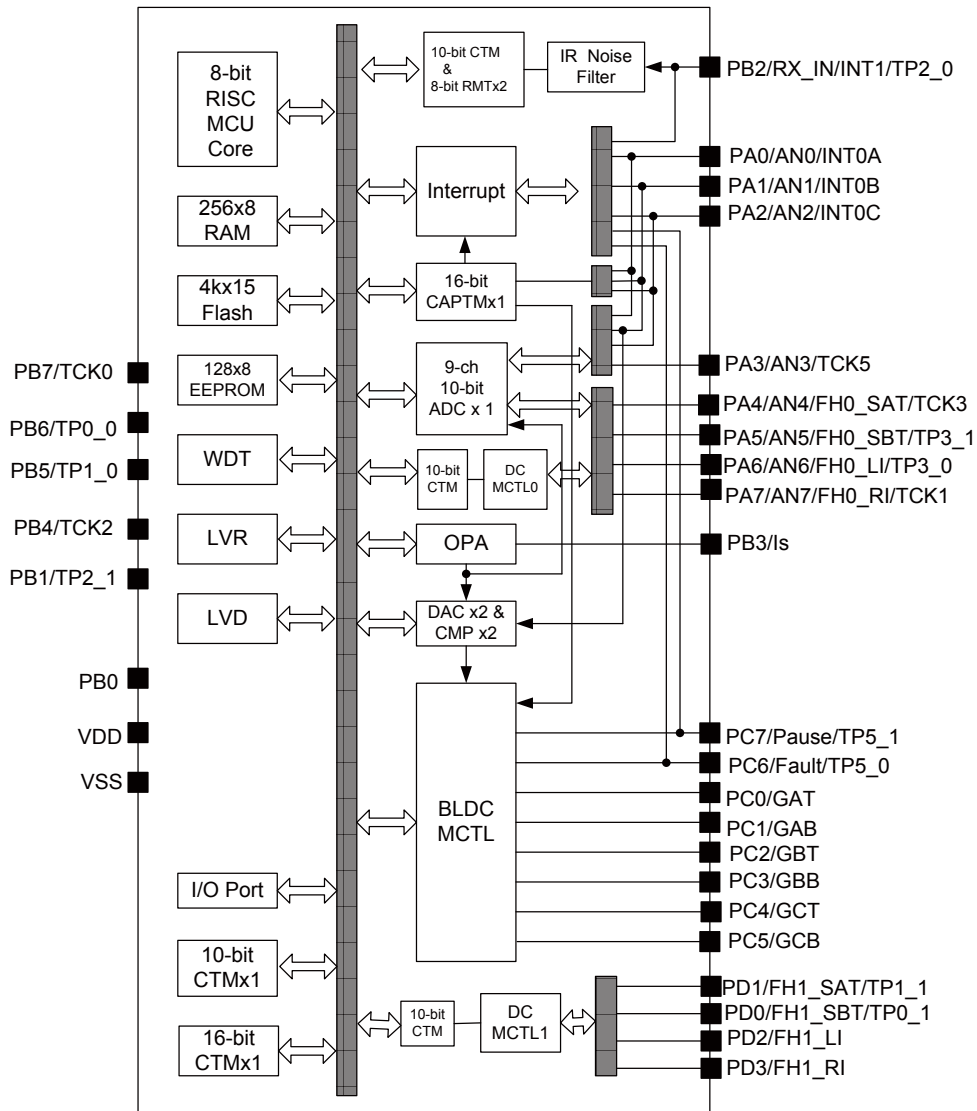 8-bit
RISC
MCU
Core
256x8
RAM
4kx15
Flash
128x8
EEPROM
WDT
LVR
LVD
I/O Port
10-bit
CTMx1
16-bit
CTMx1
PB7/TCK0
PB6/TP0_0
PB5/TP1_0
PB4/TCK2
PB1/TP2_1
PB0
VDD
VSS
10-bit CTM
&
8-bit RMTx2
IR Noise
Filter
Interrupt
16-bit
CAPTMx1
9-ch
10-bit
ADC x 1
10-bit
CTM
DC
MCTL0
OPA
DAC x2 &
CMP x2
BLDC
MCTL
10-bit
CTM
DC
MCTL1
PB2/RX_IN/INT1/TP2_0
PA0/AN0/INT0A
PA1/AN1/INT0B
PA2/AN2/INT0C
PA3/AN3/TCK5
PA4/AN4/FH0_SAT/TCK3
PA5/AN5/FH0_SBT/TP3_1
PA6/AN6/FH0_LI/TP3_0
PA7/AN7/FH0_RI/TCK1
PB3/Is
PC7/Pause/TP5_1
PC6/Fault/TP5_0
PC0/GAT
PC1/GAB
PC2/GBT
PC3/GBB
PC4/GCT
PC5/GCB
PD1/FH1_SAT/TP1_1
PD0/FH1_SBT/TP0_1
PD2/FH1_LI
PD3/FH1_RI